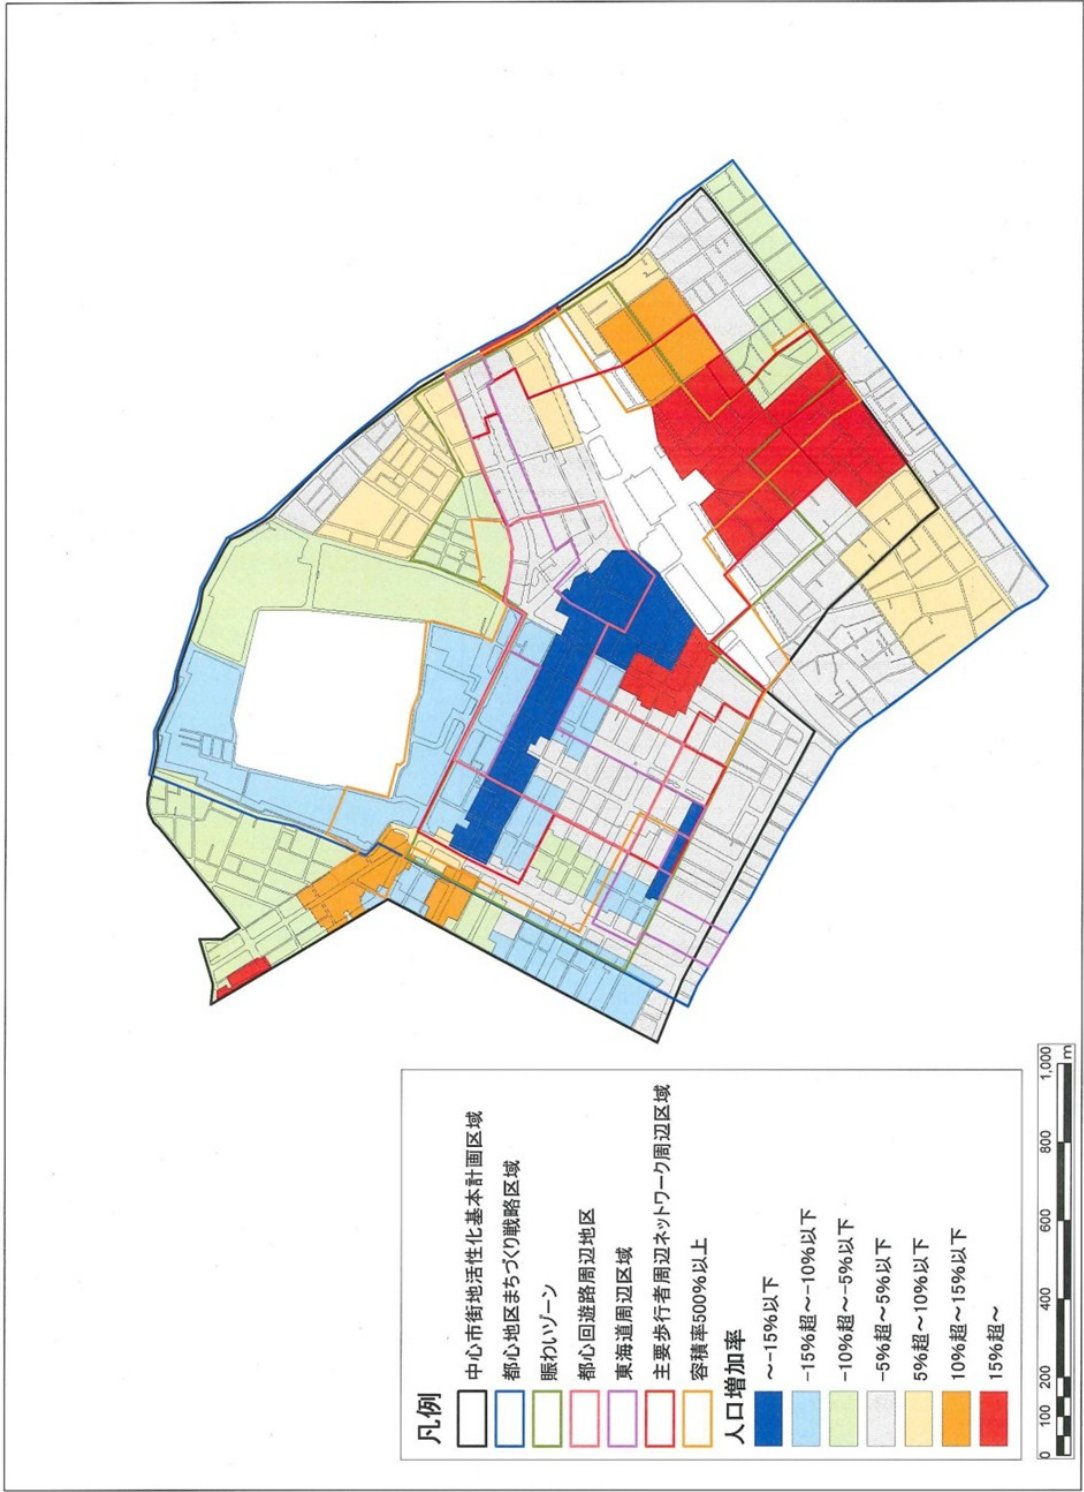 凡例
中心市街地活性化基本計画区域
都心地区まちづくり戦略区域
賑わいゾーン
都心回遊路周辺地区
東海道周辺区域
主要歩行者周辺ネットワーク周辺区域
容積率500%以上
人口増加率
~-15%以下
-15%超~-10%以下
-10%超~-5%以下
-5%超~5%以下
5%超~10%以下
10%超~15%以下
15%超~
0 100 200 400 600 800 1,000
m